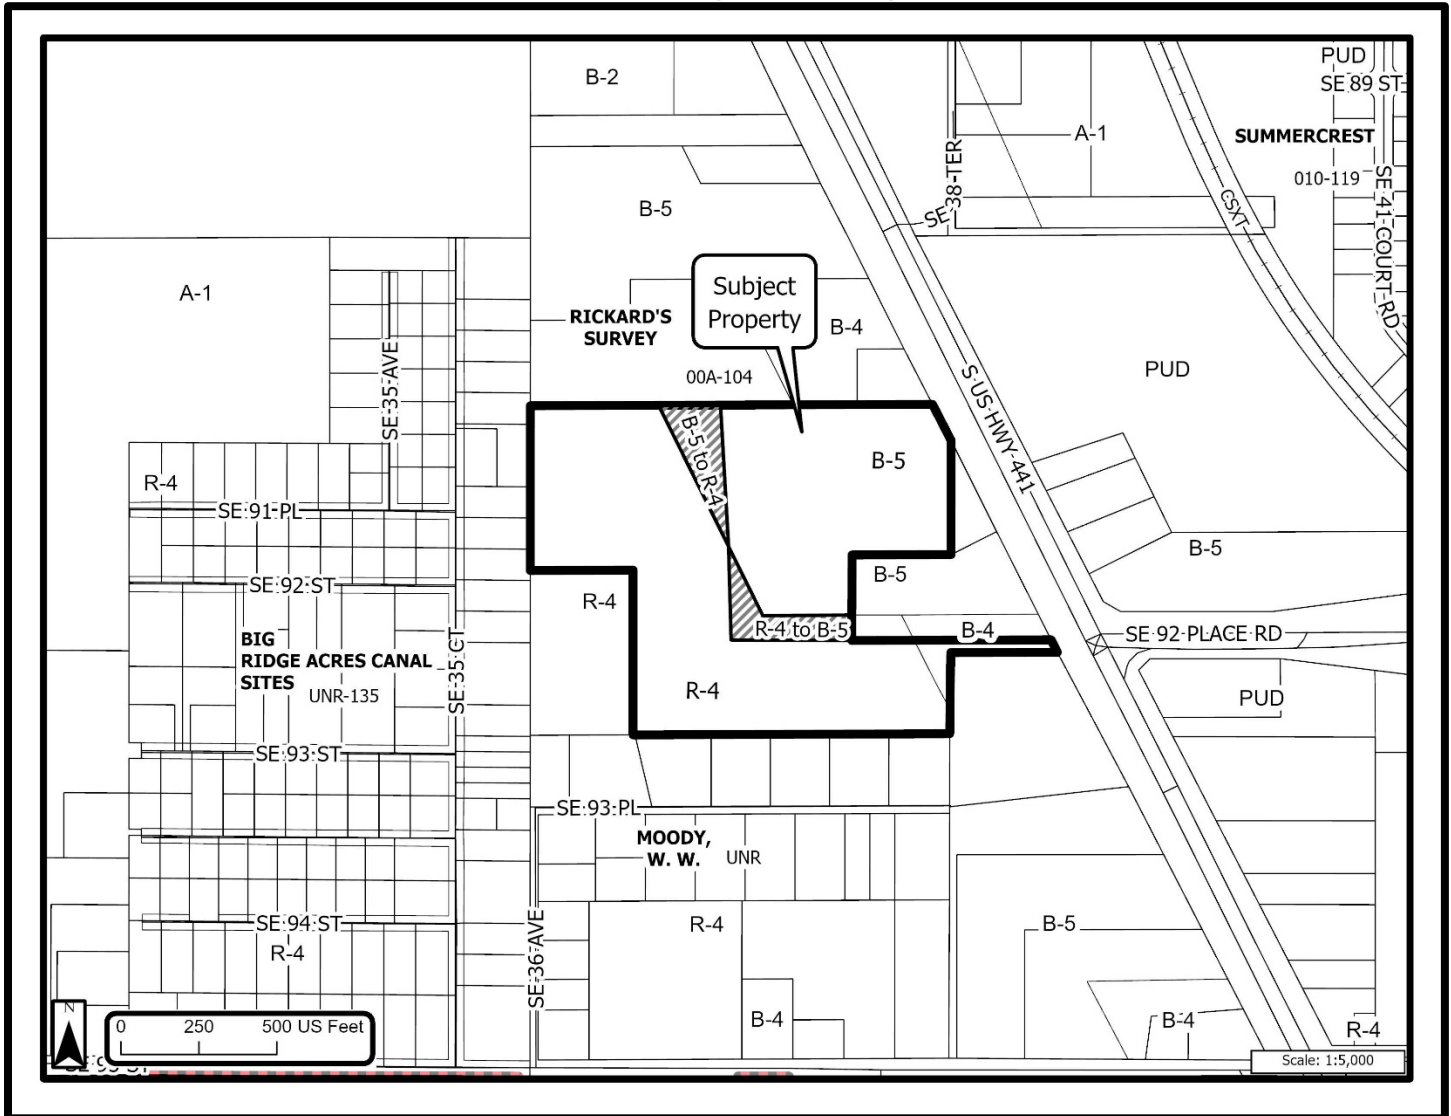 B-2
PUD
SE 89 ST
A-1
SUMMERCREST
010-119
SE 38 TER
CSXT
SE 41 COURT RD
B-5
A-1
Subject
Property
RICKARD'S
SURVEY
B-4
00A-104
PUD
SE 35 AVE
S US HWY 441
B-5 to R-4
B-5
R-4
SE 91 PL
B-5
SE 92 ST
B-5
R-4
R-4 to B-5
B-4
SE 92 PLACE RD
BIG
RIDGE ACRES CANAL
SITES
UNR-135
SE 35 CT
R-4
PUD
SE 93 ST
SE 93 PL
MOODY,
W. W.
UNR
SE 94 ST
R-4
R-4
B-5
SE 36 AVE
B-4
B-4
R-4
N
0 250 500 US Feet
Scale: 1:5,000